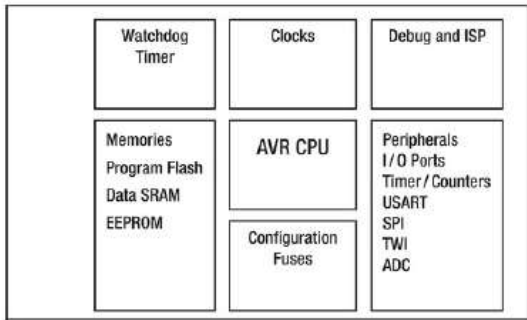 Watchdog
Timer
Clocks
Debug and ISP
Memories
Program Flash
Data SRAM
EEPROM
AVR CPU
Configuration
Fuses
Peripherals
I/O Ports
Timer/Counters
USART
SPI
TWI
ADC